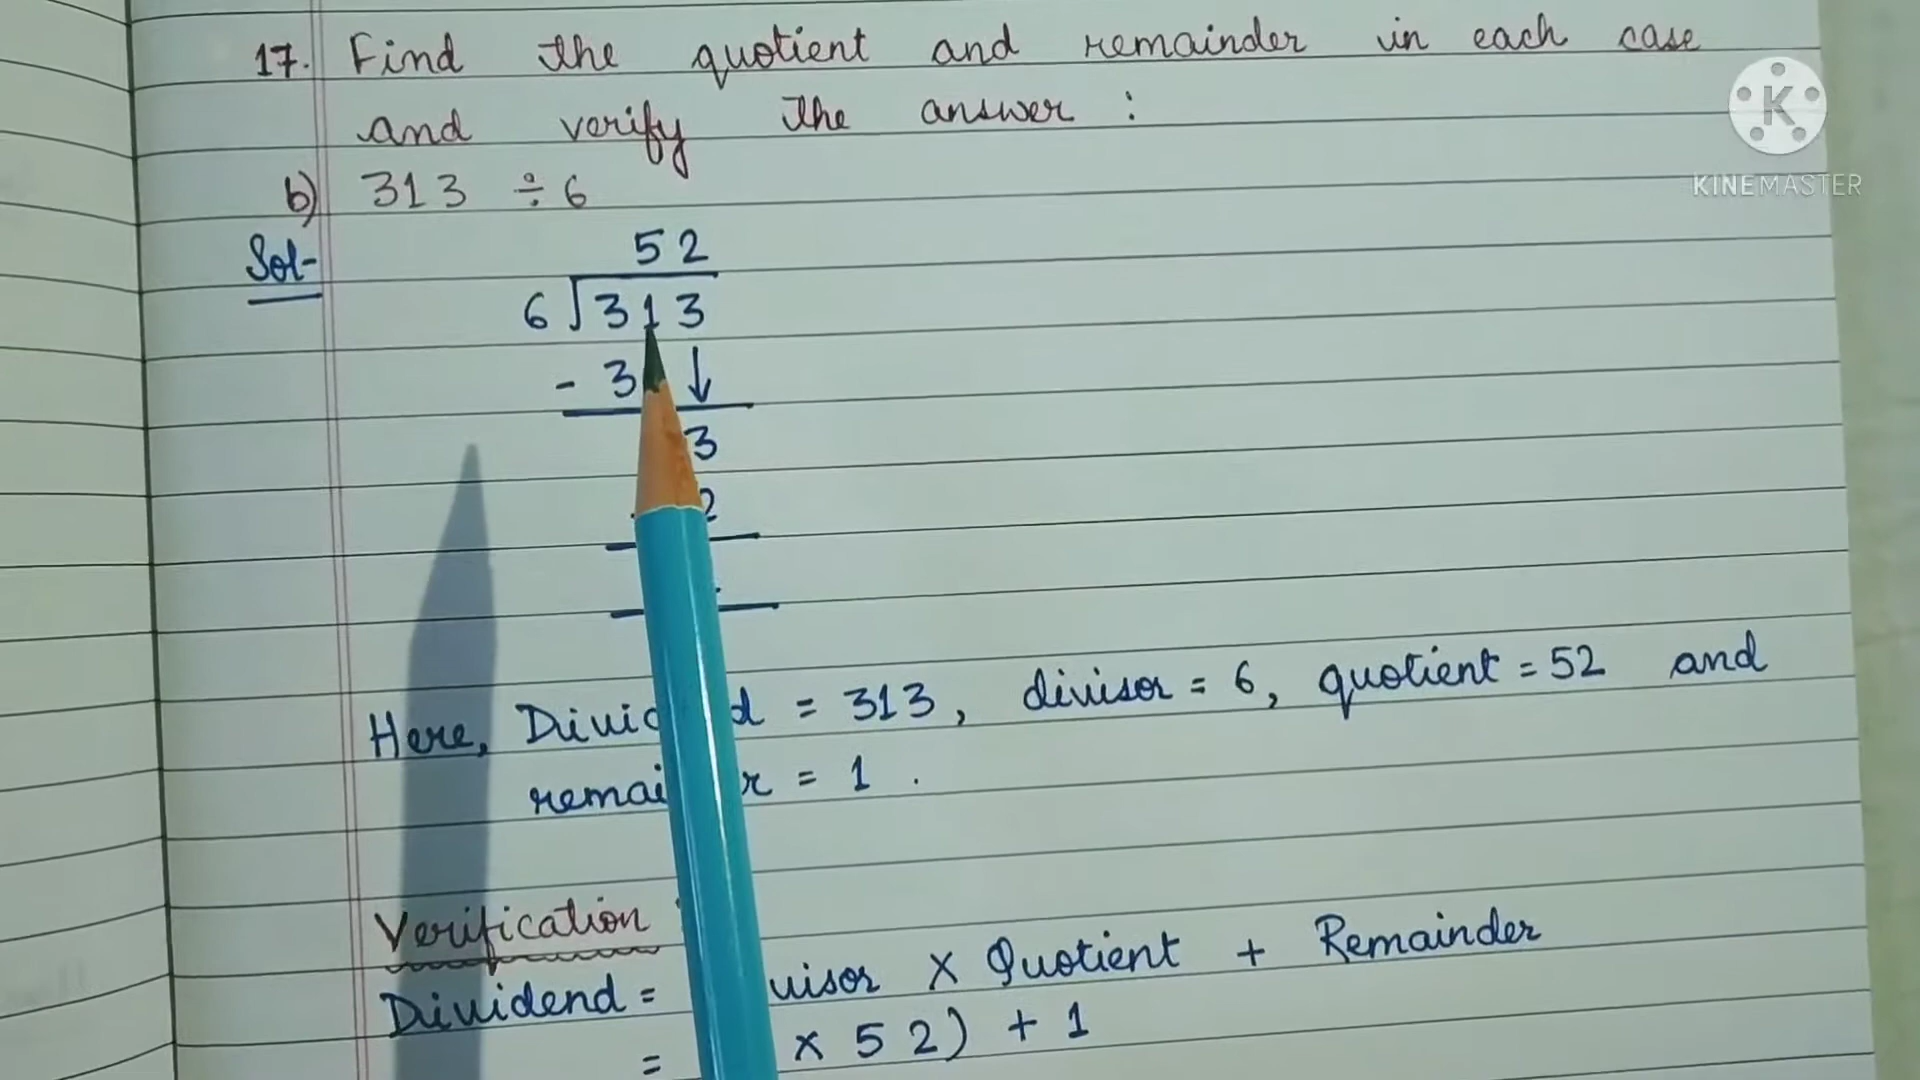 17. Find the quotient and remainder in each case
and verify the answer :
b) 313 ÷ 6
Sol-
52
6 313
- 3 ↓
3
2
Here, Divid d = 313, divisor = 6, quotient = 52 and
remai r = 1 .
Verification
Dividend = uisor X Quotient + Remainder
= x 52) + 1
K
KINEMASTER